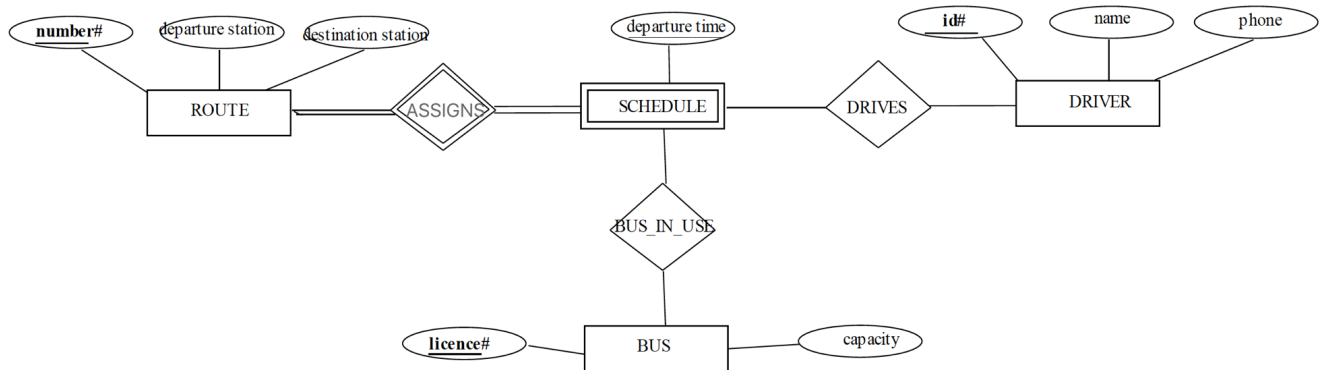 number#
departure station
destination station
departure time
id#
name
phone
ROUTE
ASSIGNS
SCHEDULE
DRIVES
DRIVER
BUS_IN_USE
licence#
BUS
capacity